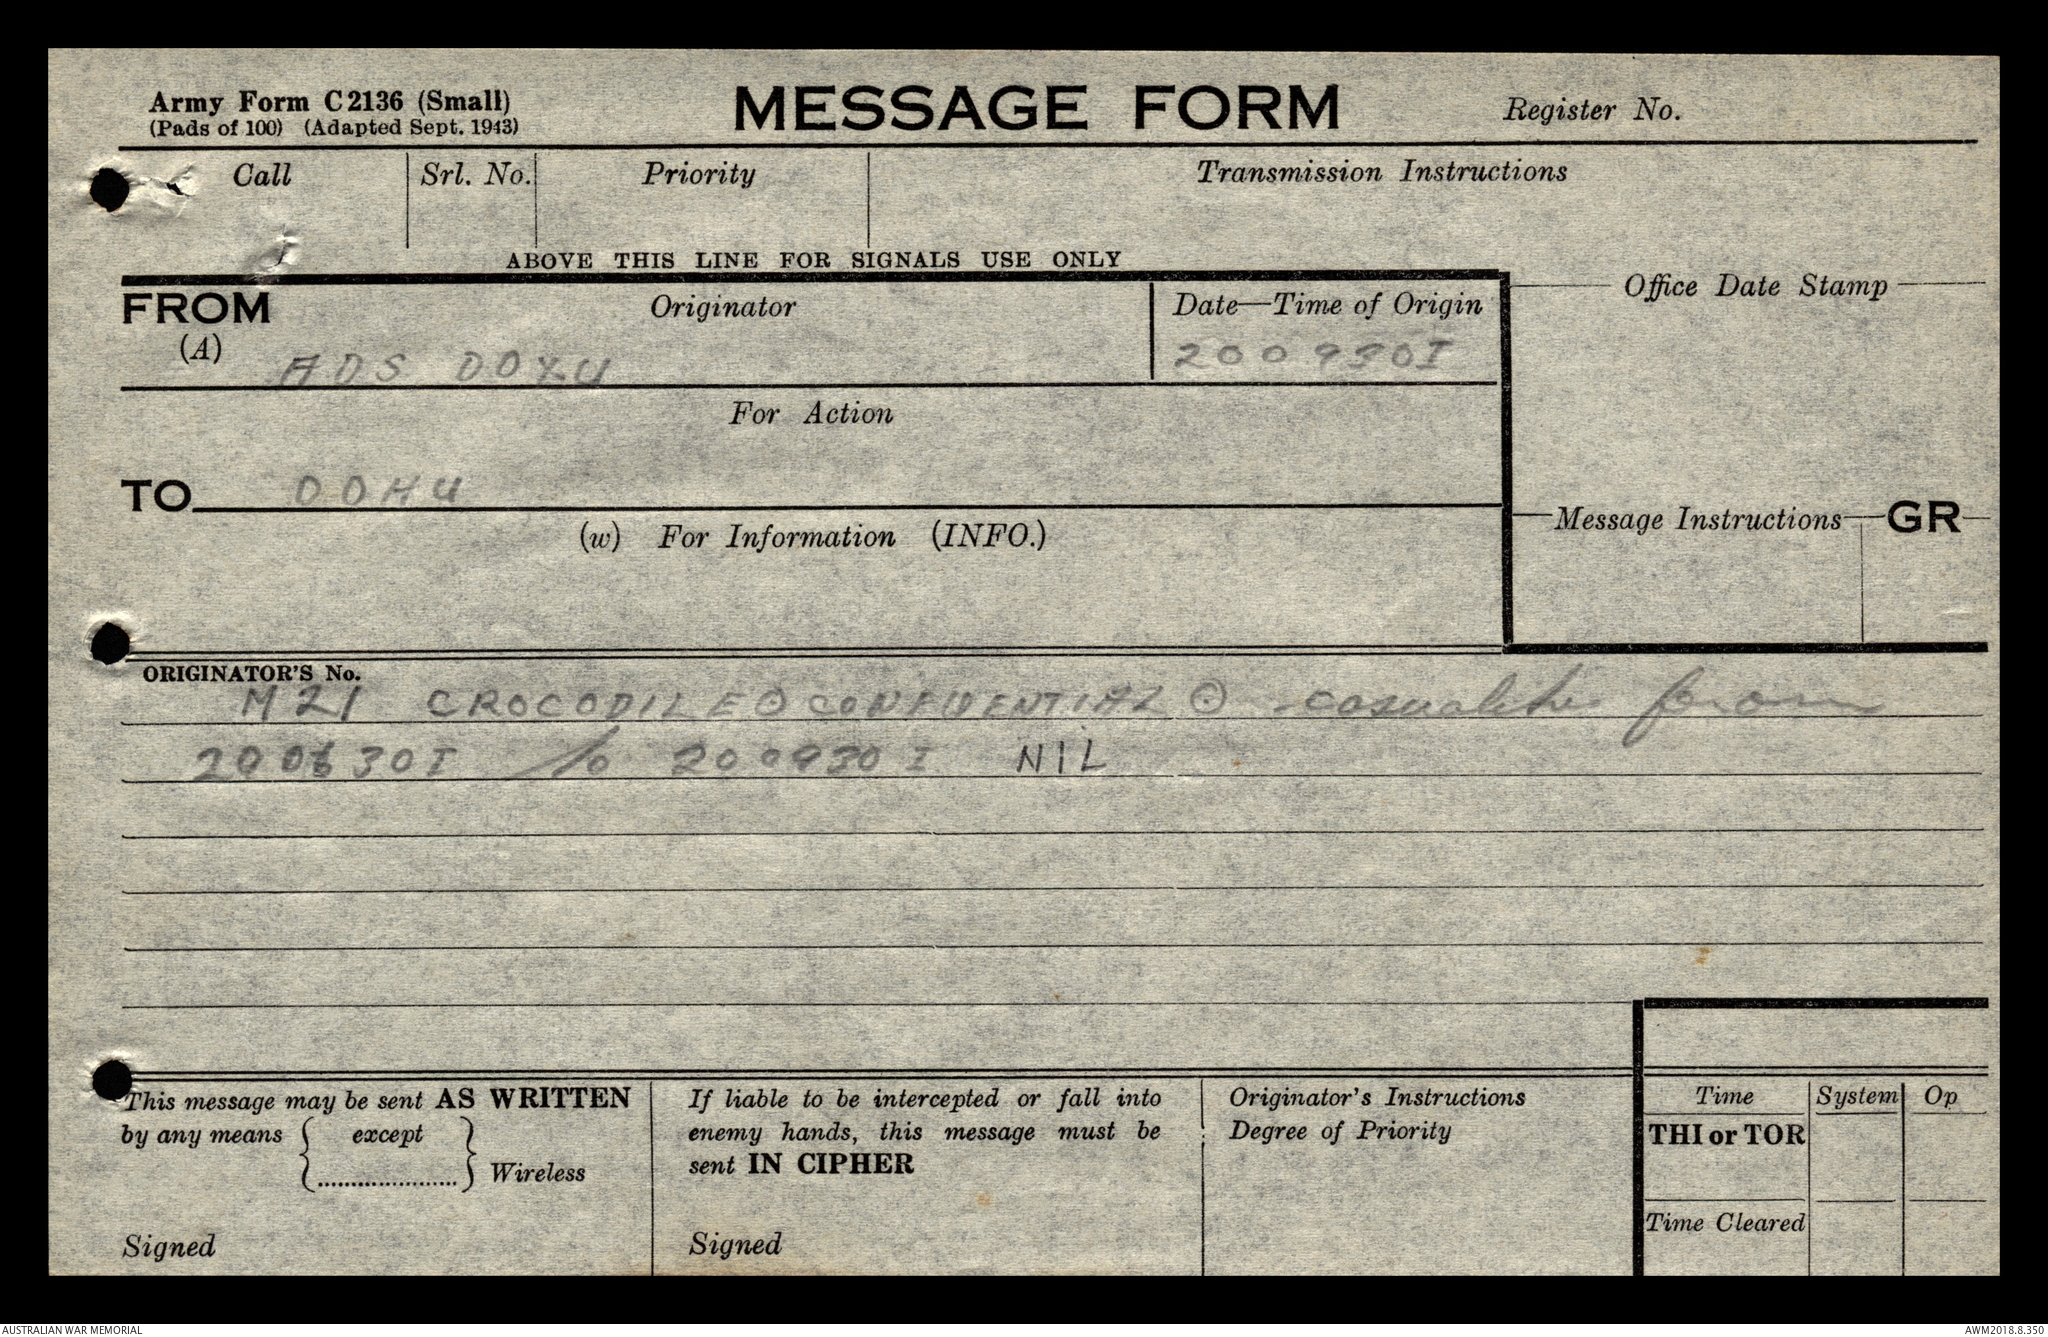 Army Form C2136 (Small)
(Pads of 100) (Adapted Sept. 1943)
MESSAGE FORM
Register No.
Call
Srl. No.
Priority
Transmission Instructions
ABOVE THIS LINE FOR SIGNALS USE ONLY
FROM
(A)
Originator
ADS DOXU
Date—Time of Origin
200930I
Office Date Stamp
For Action
TO
DOHU
(w) For Information (INFO.)
Message Instructions
GR
ORIGINATOR'S No.
M21 CROCODILE ⊙ CONFIDENTIAL ⊙ casualties from
200630I to 200930I NIL
This message may be sent AS WRITTEN
by any means { except
..................... } Wireless
Signed
If liable to be intercepted or fall into
enemy hands, this message must be
sent IN CIPHER
Signed
Originator's Instructions
Degree of Priority
Time
System
Op
THI or TOR
Time Cleared
AUSTRALIAN WAR MEMORIAL
AWM2018.8.350